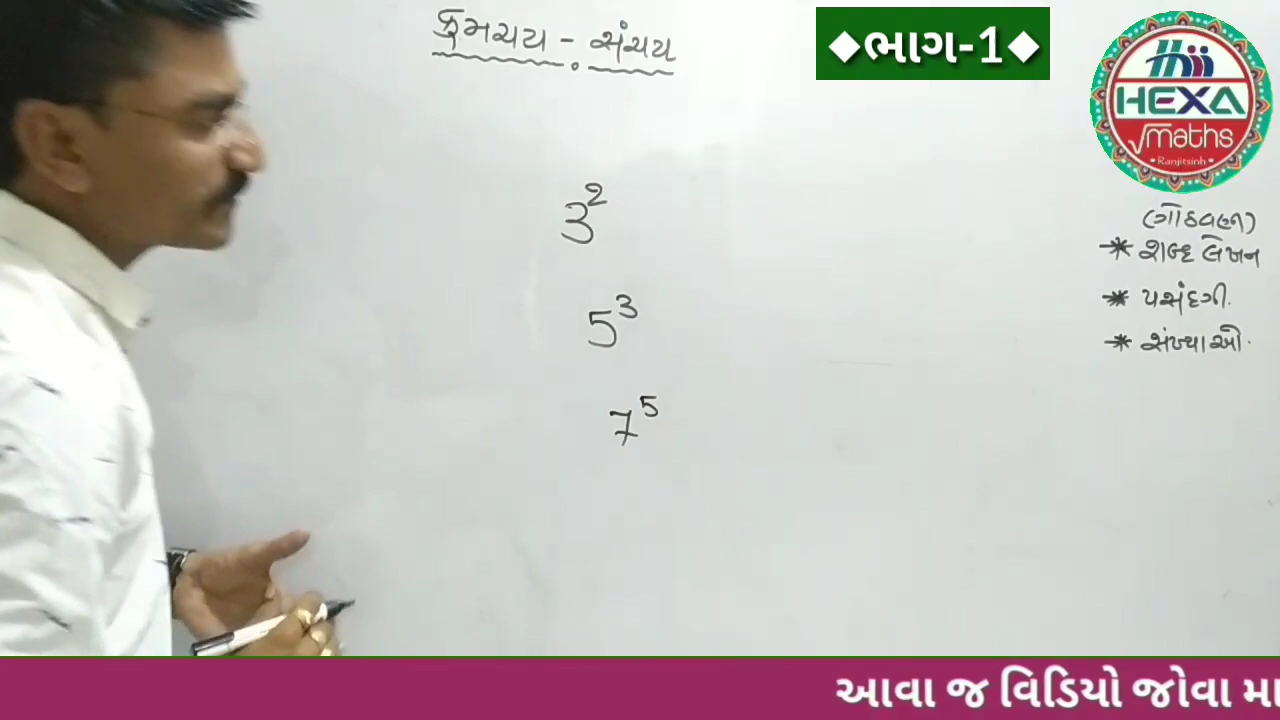 ક્રમચય - સંચય
◆ભાગ-1◆
HEXA
√maths
• Ranjitsinh •
3²
5³
7⁵
(ગોઠવણ)
* શબ્દ લેખન
* પસંદગી.
* સંખ્યાઓ.
આવા જ વિડિયો જોવા મા